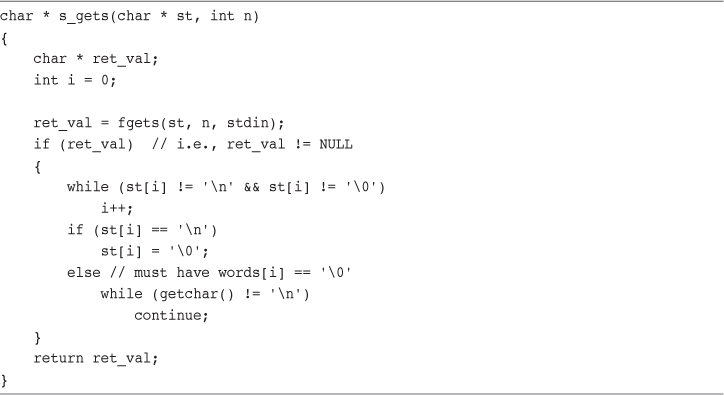 char * s_gets(char * st, int n)
{
    char * ret_val;
    int i = 0;

    ret_val = fgets(st, n, stdin);
    if (ret_val)  // i.e., ret_val != NULL
    {
        while (st[i] != '\n' && st[i] != '\0')
            i++;
        if (st[i] == '\n')
            st[i] = '\0';
        else // must have words[i] == '\0'
            while (getchar() != '\n')
                continue;
    }
    return ret_val;
}